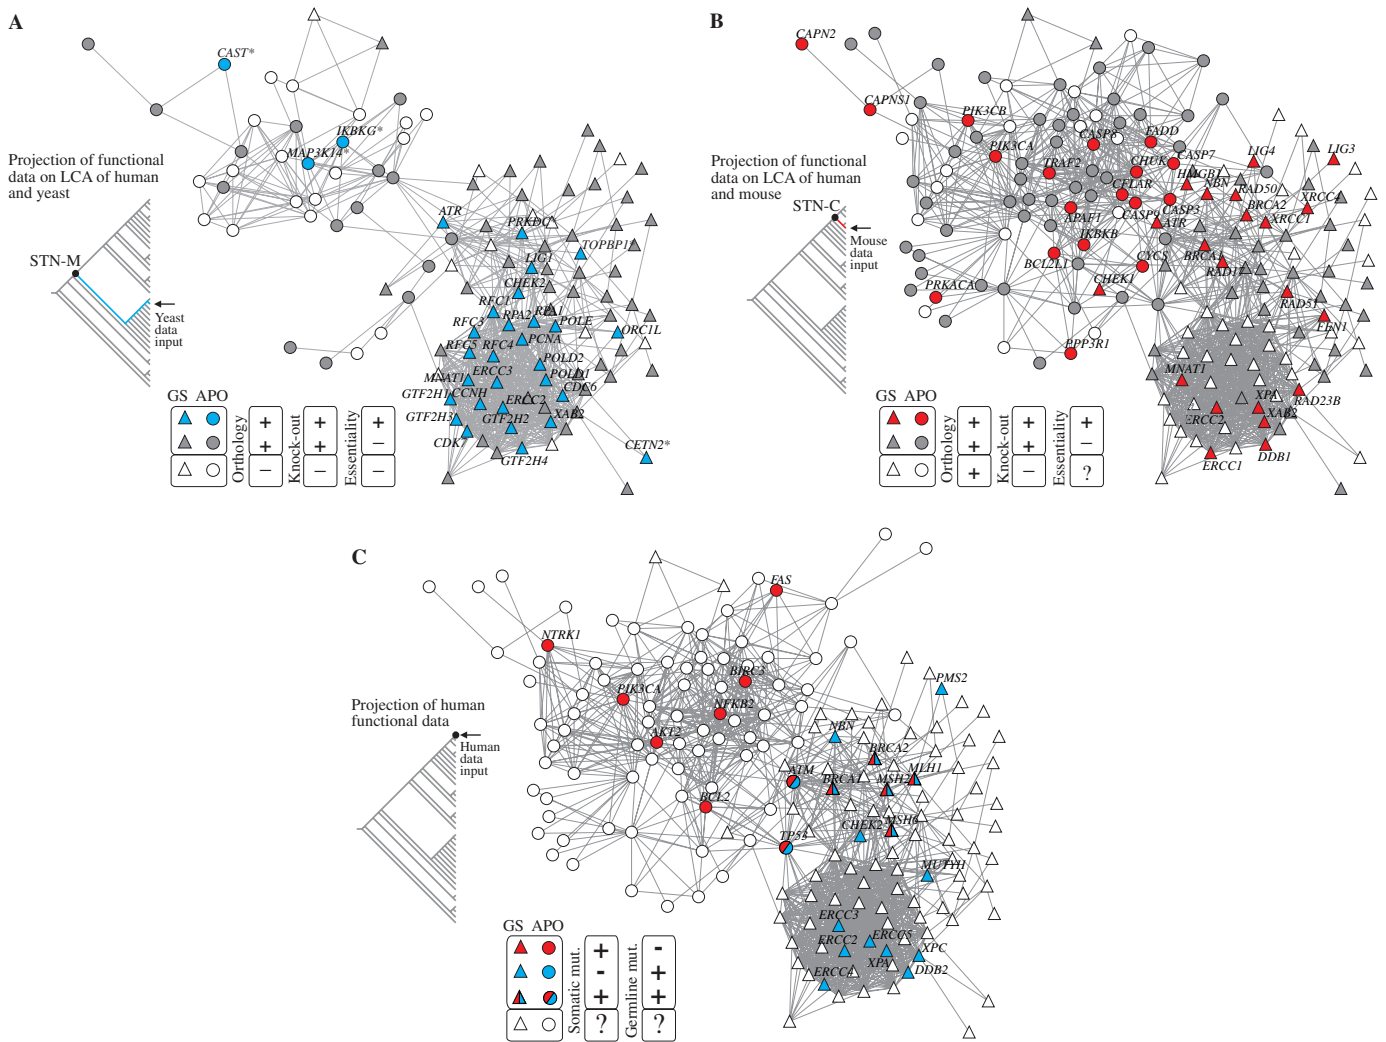 A
CAST*
IKBKG*
MAP3K14*
Projection of functional
data on LCA of human
and yeast
STN-M
Yeast
data
input
ATR
PRKDC
TOPBP1*
LIG1
CHEK2
RFC1
RPA2
RPA1
POLE
ORC1L
RFC3
PCNA
RFC5
RFC4
POLD2
MNAT1
ERCC3
POLD1
GTF2H1
CCNH
ERCC2
CDC6
GTF2H3
GTF2H2
XAB2
CDK7
GTF2H4
CETN2*
GS APO
Orthology
+
+
–
Knock-out
+
+
–
Essentiality
+
–
–
B
CAPN2
CAPNS1
PIK3CB
PIK3CA
CASP8
FADD
TRAF2
CHUK
CASP7
LIG4
LIG3
HMGB1
NBN
RAD50
CFLAR
CASP9
CASP3
BRCA2
XRCC4
APAF1
ATR
XRCC1
IKBKB
BCL2L1
CYCS
BRCA1
RAD17
CHEK1
PRKACA
RAD51
FEN1
PPP3R1
MNAT1
XPA
RAD23B
ERCC2
XAB2
ERCC1
DDB1
Projection of functional
data on LCA of human
and mouse
STN-C
Mouse
data
input
GS APO
Orthology
+
+
+
Knock-out
+
+
–
Essentiality
+
–
?
C
FAS
NTRK1
BIRC3
PIK3CA
NFKB2
AKT2
BCL2
PMS2
NBN
BRCA2
ATM
BRCA1
MSH2
MLH1
TP53
CHEK2
MSH6
MUTYH
ERCC3
ERCC2
ERCC5
XPC
XPA
ERCC4
DDB2
Projection of human
functional data
Human
data
input
GS APO
Somatic mut.
+
-
+
?
Germline mut.
-
+
+
?